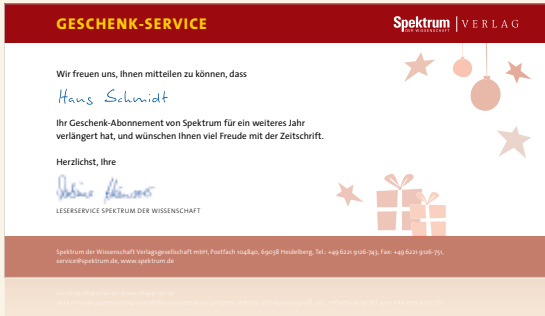 GESCHENK-SERVICE
Spektrum VERLAG
DER WISSENSCHAFT
Wir freuen uns, Ihnen mitteilen zu können, dass
Hans Schmidt
Ihr Geschenk-Abonnement von Spektrum für ein weiteres Jahr
verlängert hat, und wünschen Ihnen viel Freude mit der Zeitschrift.
Herzlichst, Ihre
LESERSERVICE SPEKTRUM DER WISSENSCHAFT
Spektrum der Wissenschaft Verlagsgesellschaft mbH, Postfach 104840, 69038 Heidelberg, Tel.: +49 6221 9126-743, Fax: +49 6221 9126-751,
service@spektrum.de, www.spektrum.de